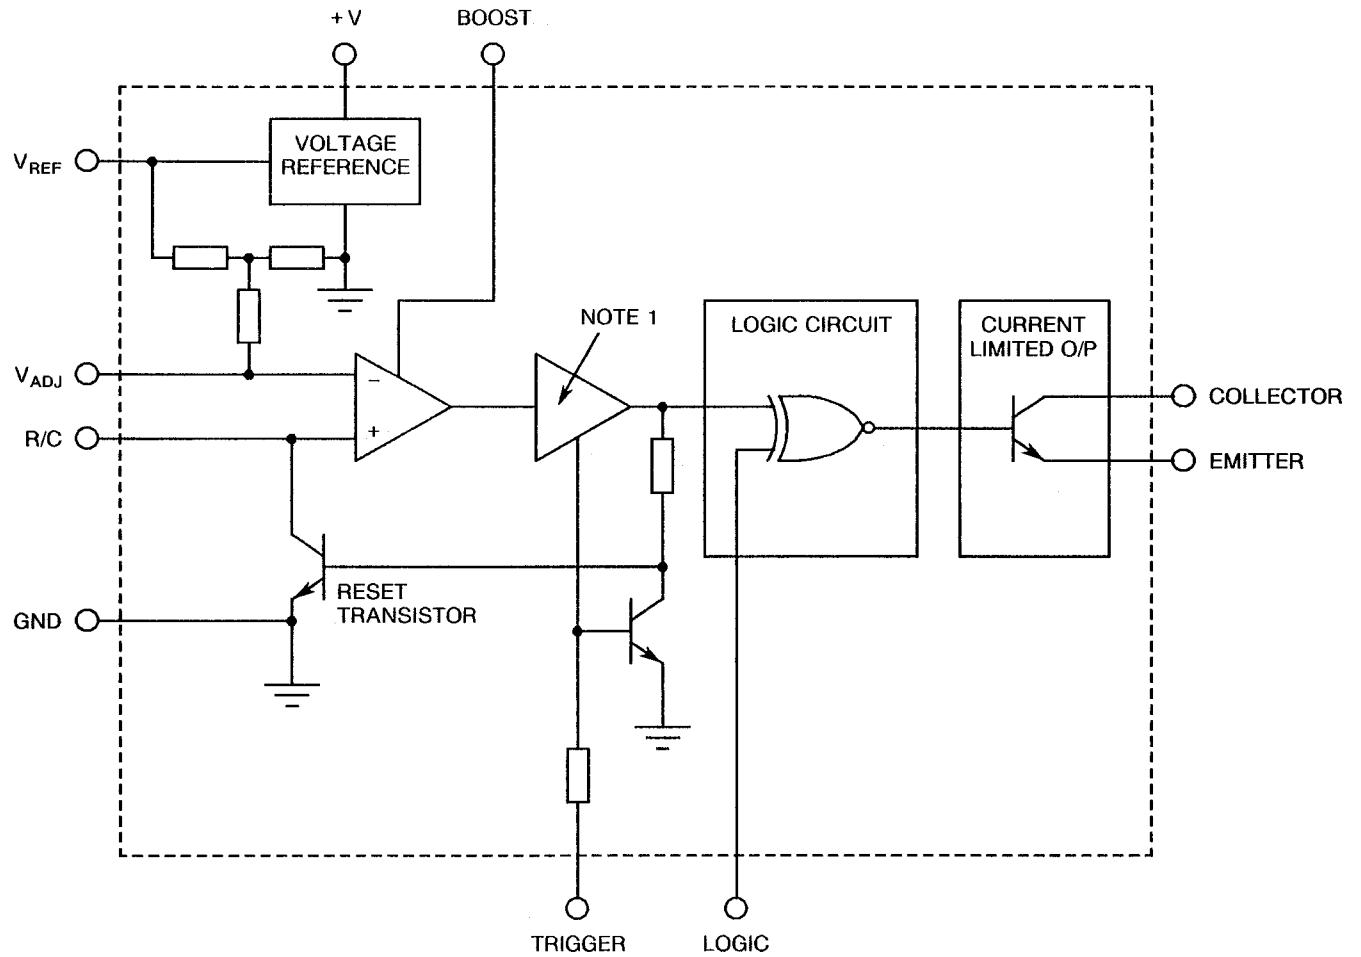 +V
BOOST
VOLTAGE
REFERENCE
VREF
NOTE 1
LOGIC CIRCUIT
CURRENT
LIMITED O/P
VADJ
−
COLLECTOR
R/C
+
EMITTER
RESET
TRANSISTOR
GND
TRIGGER
LOGIC